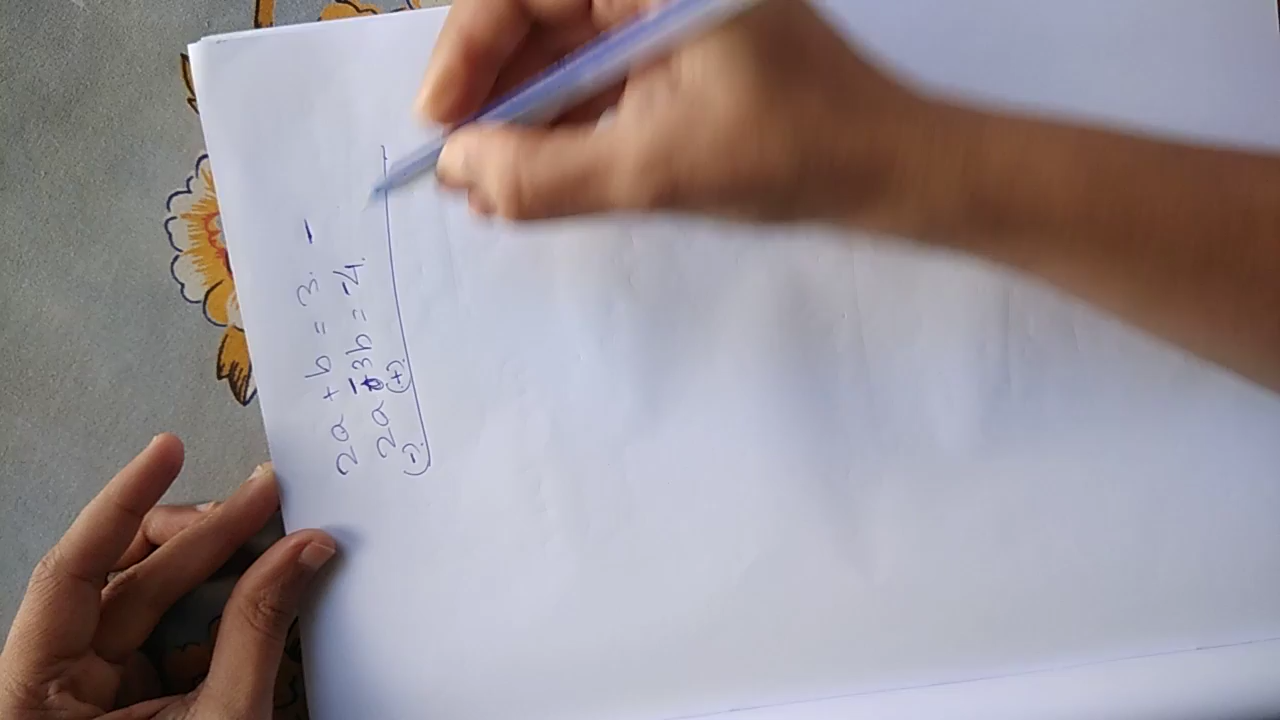 2a + b = 3. -
2a - 3b = -4.
(-). (+).